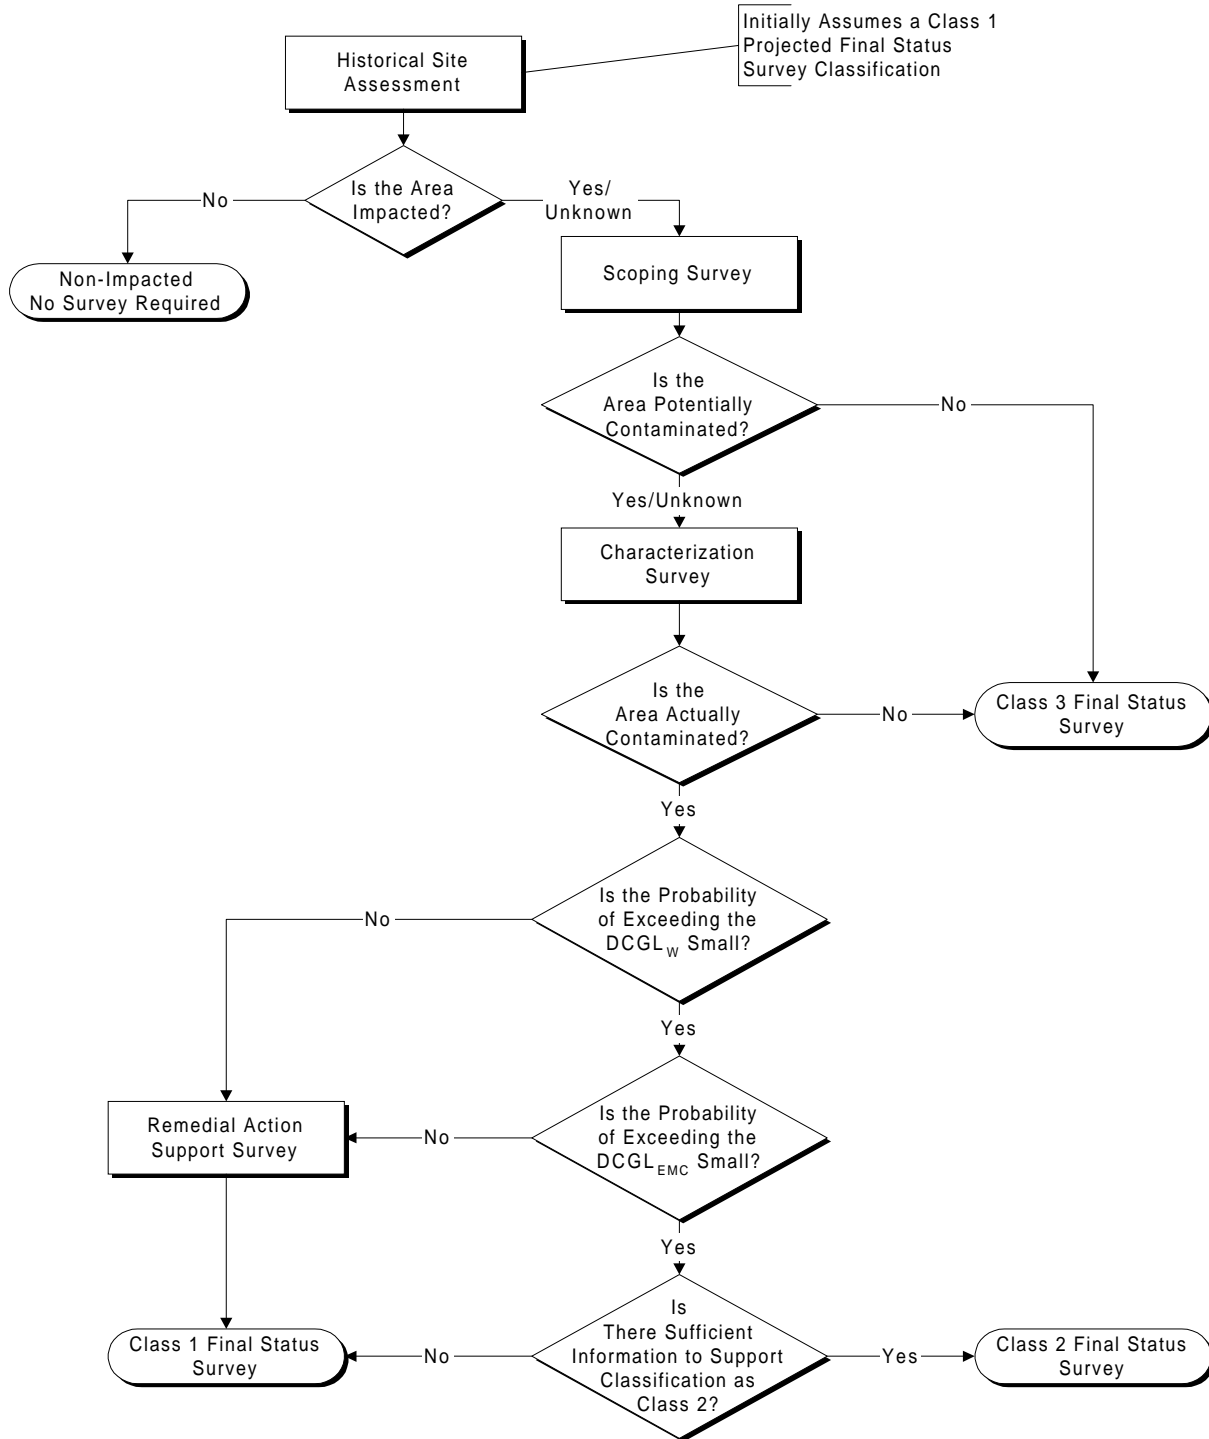 Initially Assumes a Class 1
Projected Final Status
Survey Classification
Historical Site
Assessment
Is the Area
Impacted?
No
Yes/
Unknown
Non-Impacted
No Survey Required
Scoping Survey
Is the
Area Potentially
Contaminated?
No
Yes/Unknown
Characterization
Survey
Is the
Area Actually
Contaminated?
No
Class 3 Final Status
Survey
Yes
Is the Probability
of Exceeding the
DCGLW Small?
No
Yes
Is the Probability
of Exceeding the
DCGLEMC Small?
No
Remedial Action
Support Survey
Yes
Is
There Sufficient
Information to Support
Classification as
Class 2?
No
Class 1 Final Status
Survey
Yes
Class 2 Final Status
Survey